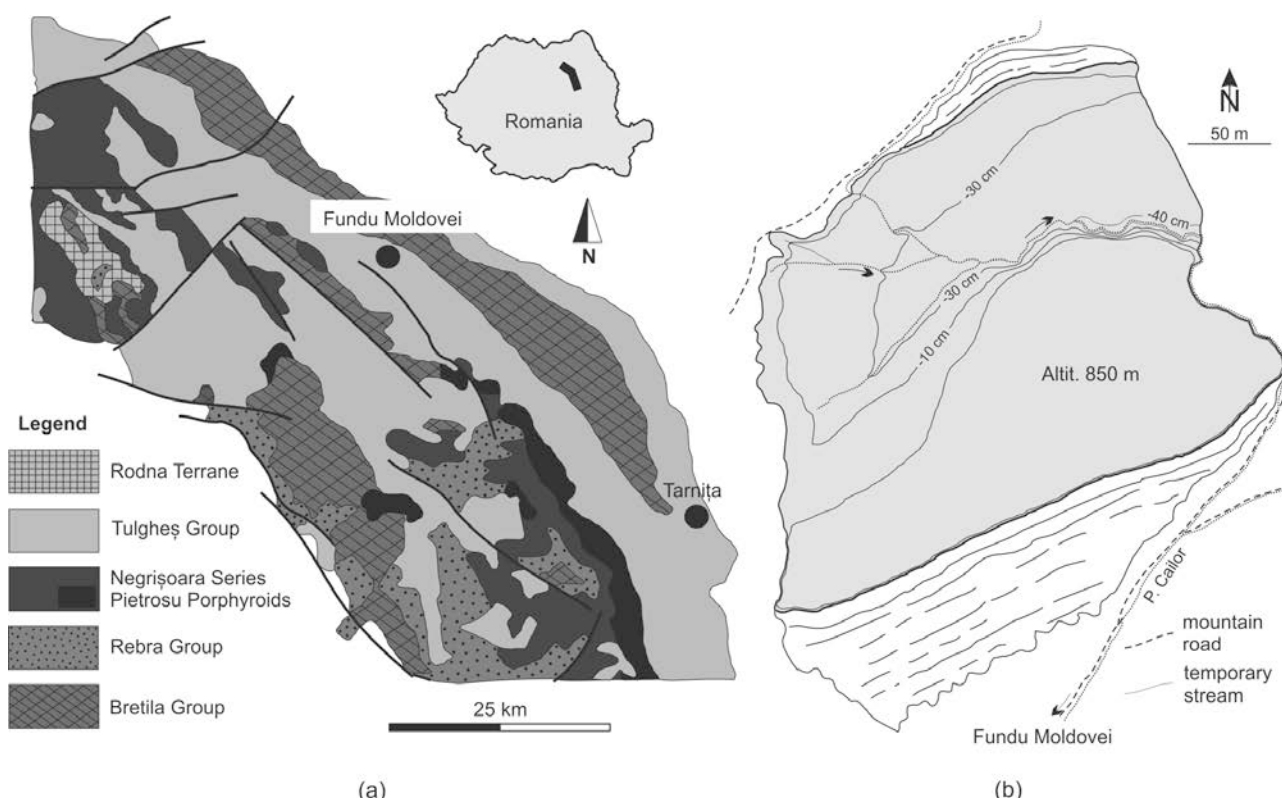 Romania
N
Fundu Moldovei
Tarnița
Legend
Rodna Terrane
Tulgheș Group
Negrișoara Series
Pietrosu Porphyroids
Rebra Group
Bretila Group
25 km
(a)
N
50 m
-30 cm
-40 cm
-30 cm
-10 cm
Altit. 850 m
P. Cailor
mountain
road
temporary
stream
Fundu Moldovei
(b)